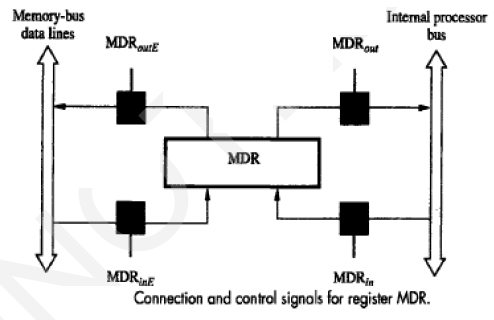 Memory-bus
data lines
Internal processor
bus
MDRoutE
MDRout
MDR
MDRinE
MDRin
Connection and control signals for register MDR.